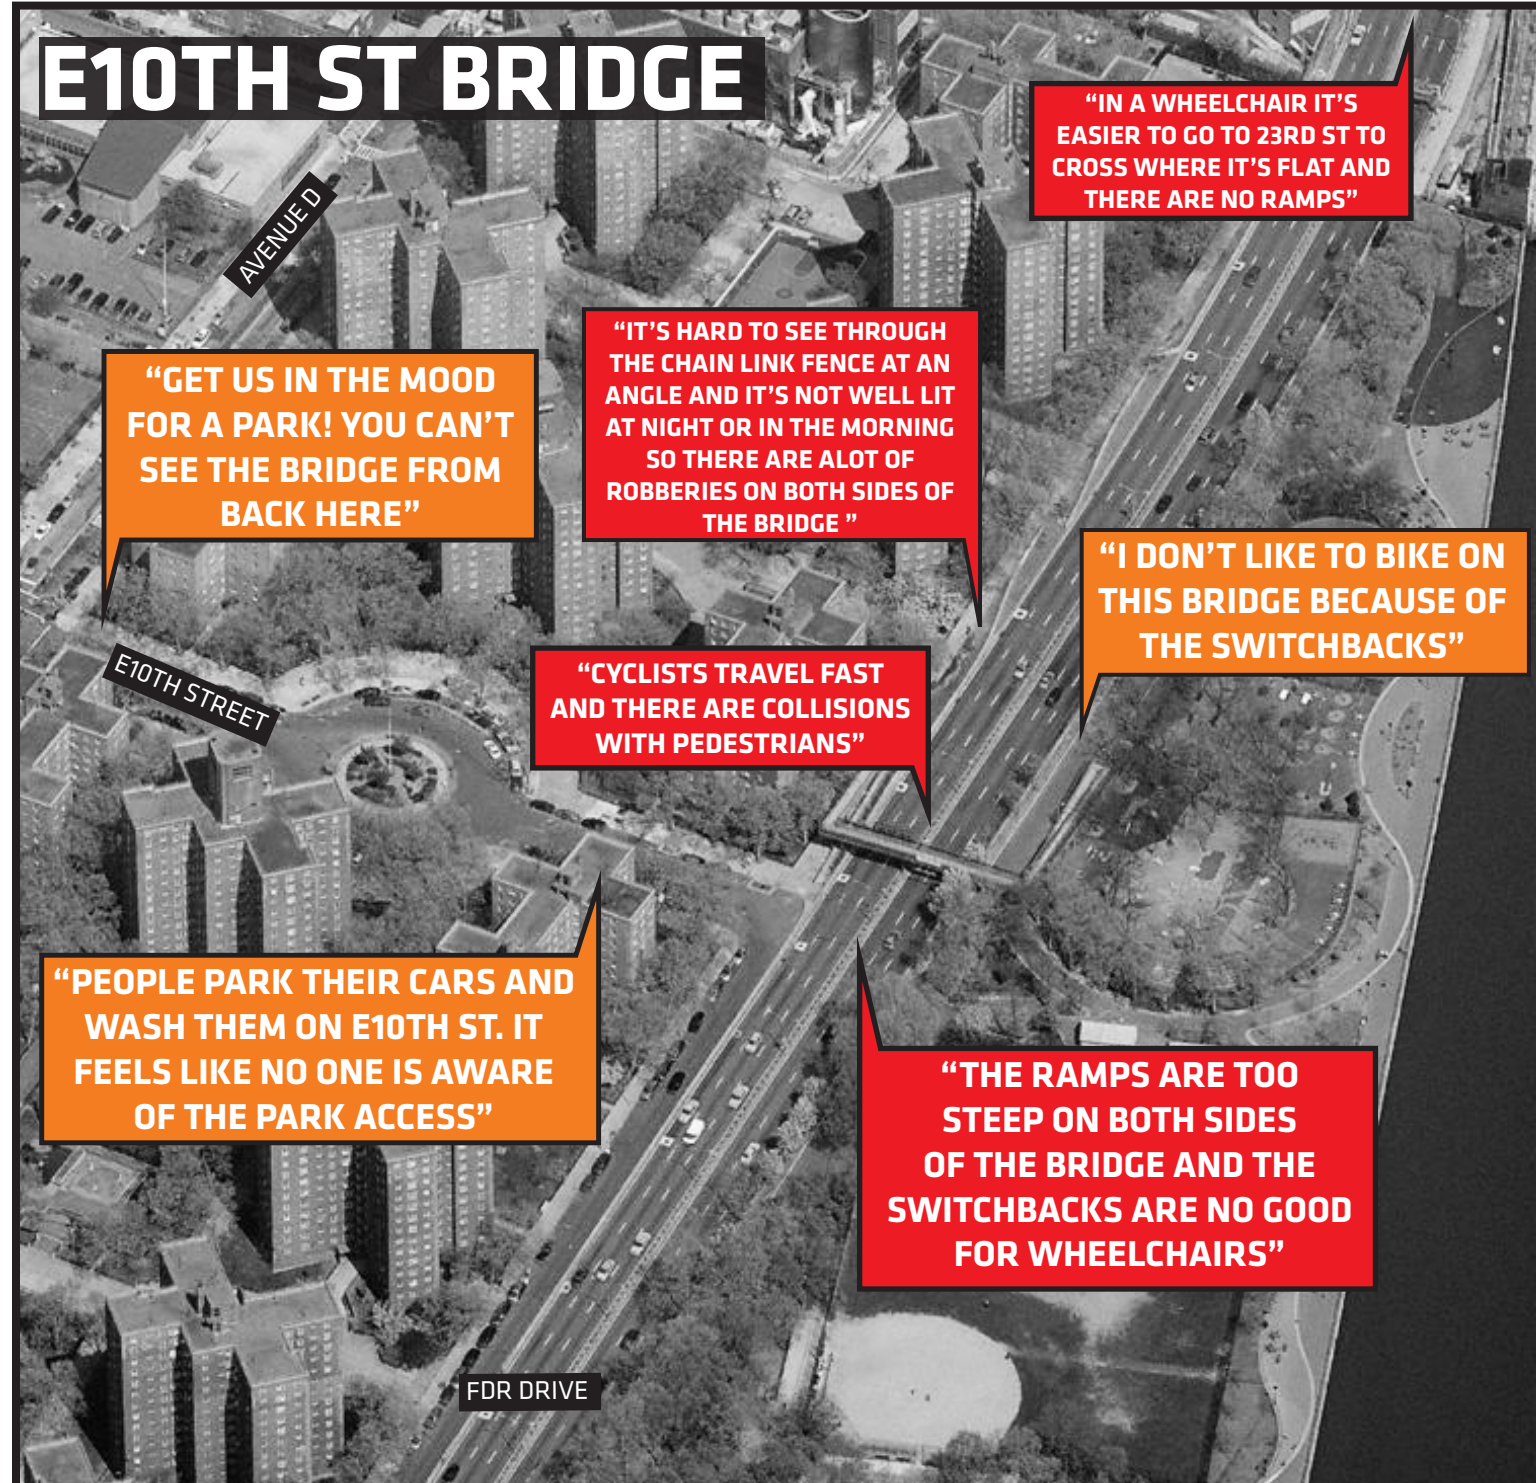 E10TH ST BRIDGE
“IN A WHEELCHAIR IT’S
EASIER TO GO TO 23RD ST TO
CROSS WHERE IT’S FLAT AND
THERE ARE NO RAMPS”
AVENUE D
“IT’S HARD TO SEE THROUGH
THE CHAIN LINK FENCE AT AN
ANGLE AND IT’S NOT WELL LIT
AT NIGHT OR IN THE MORNING
SO THERE ARE ALOT OF
ROBBERIES ON BOTH SIDES OF
THE BRIDGE ”
“GET US IN THE MOOD
FOR A PARK! YOU CAN’T
SEE THE BRIDGE FROM
BACK HERE”
“I DON’T LIKE TO BIKE ON
THIS BRIDGE BECAUSE OF
THE SWITCHBACKS”
E10TH STREET
“CYCLISTS TRAVEL FAST
AND THERE ARE COLLISIONS
WITH PEDESTRIANS”
“PEOPLE PARK THEIR CARS AND
WASH THEM ON E10TH ST. IT
FEELS LIKE NO ONE IS AWARE
OF THE PARK ACCESS”
“THE RAMPS ARE TOO
STEEP ON BOTH SIDES
OF THE BRIDGE AND THE
SWITCHBACKS ARE NO GOOD
FOR WHEELCHAIRS”
FDR DRIVE